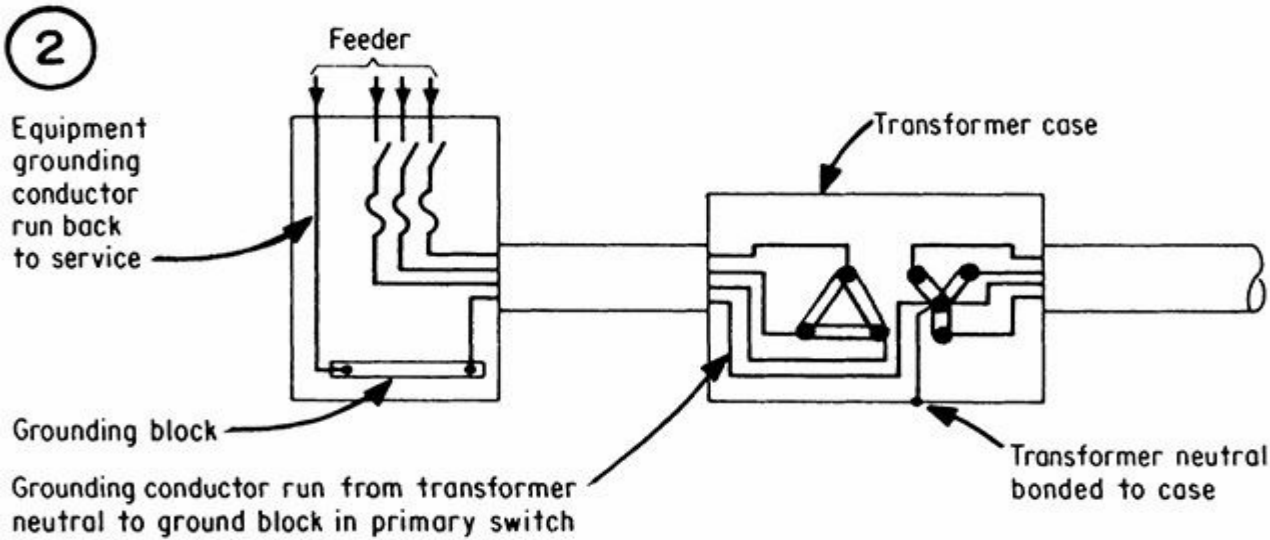 2
Feeder
Equipment
grounding
conductor
run back
to service
Transformer case
Grounding block
Grounding conductor run from transformer
neutral to ground block in primary switch
Transformer neutral
bonded to case